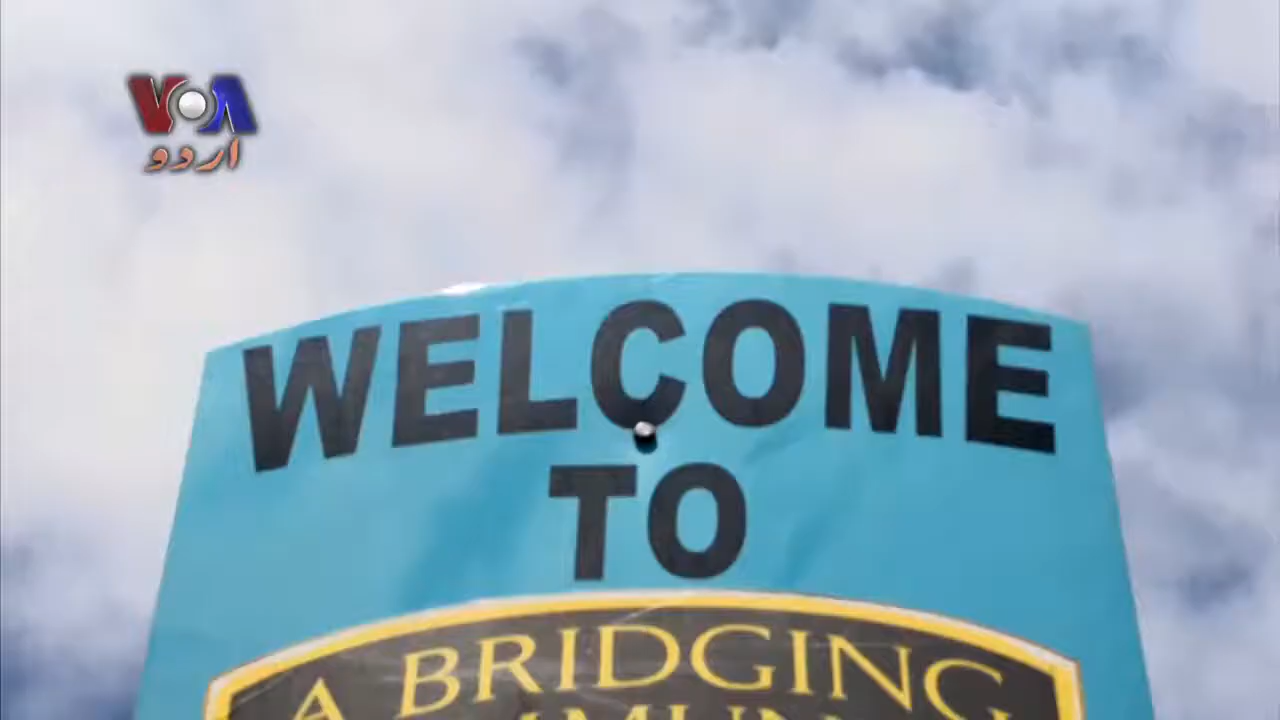 VOA
اردو
WELCOME
TO
A BRIDGING